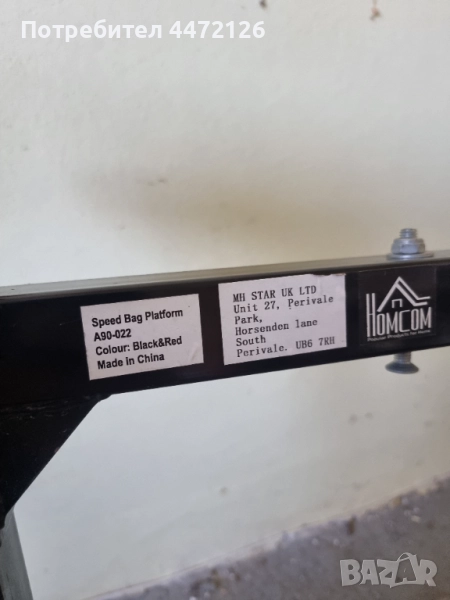 Потребител 4472126
Speed Bag Platform
A90-022
Colour: Black&Red
Made in China
MH STAR UK LTD
Unit 27, Perivale
Park,
Horsenden lane
South
Perivale. UB6 7RH
HOMCOM
BAZAR